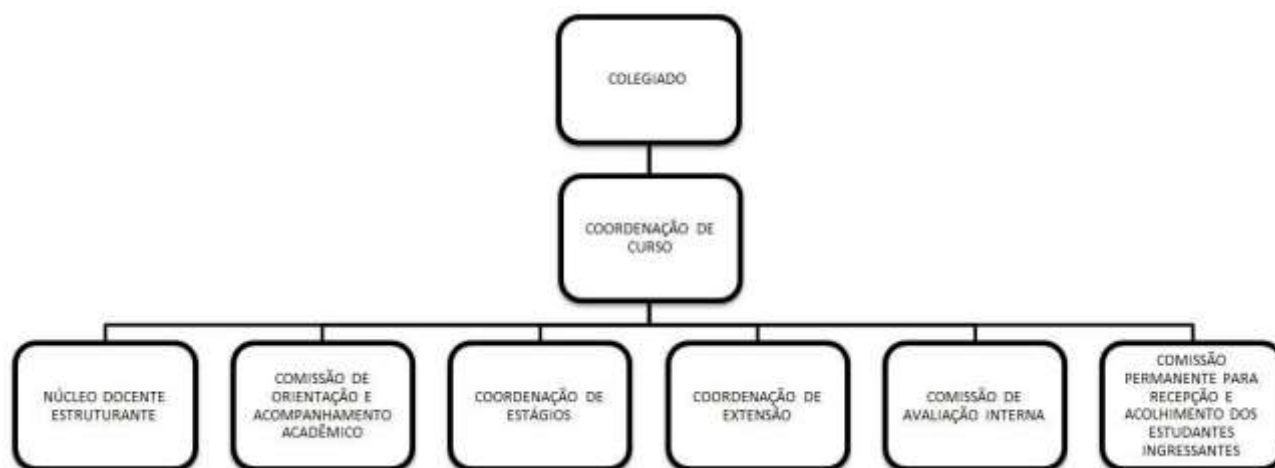 COLEGIADO
COORDENAÇÃO DE
CURSO
NÚCLEO DOCENTE
ESTRUTURANTE
COMISSÃO DE
ORIENTAÇÃO E
ACOMPANHAMENTO
ACADÊMICO
COORDENAÇÃO DE
ESTÁGIOS
COORDENAÇÃO DE
EXTENSÃO
COMISSÃO DE
AVALIAÇÃO INTERNA
COMISSÃO
PERMANENTE PARA
RECEPÇÃO E
ACOLHIMENTO DOS
ESTUDANTES
INGRESSANTES